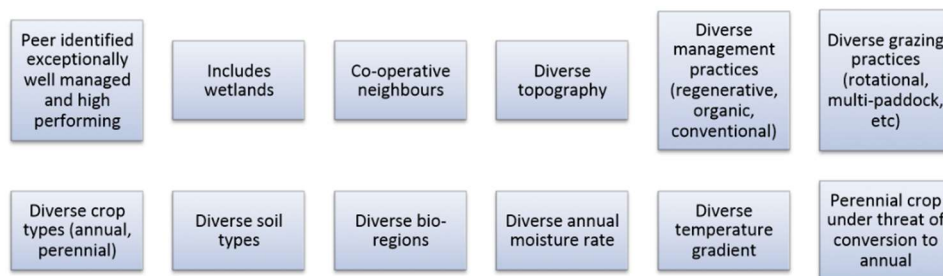 Peer identified
exceptionally
well managed
and high
performing
Includes
wetlands
Co-operative
neighbours
Diverse
topography
Diverse
management
practices
(regenerative,
organic,
conventional)
Diverse grazing
practices
(rotational,
multi-paddock,
etc)
Diverse crop
types (annual,
perennial)
Diverse soil
types
Diverse bio-
regions
Diverse annual
moisture rate
Diverse
temperature
gradient
Perennial crop
under threat of
conversion to
annual